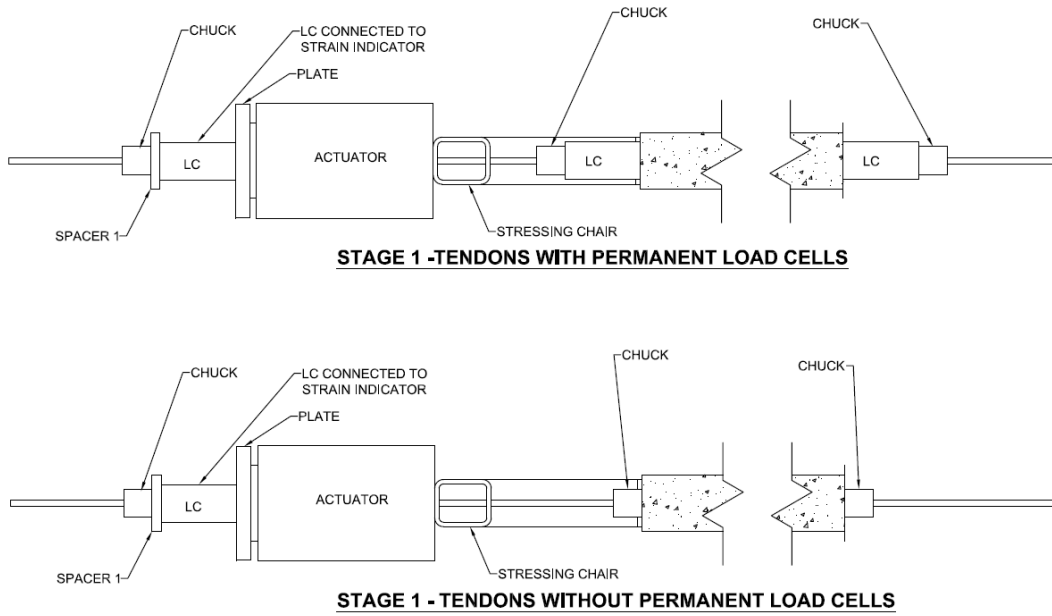 CHUCK
LC CONNECTED TO
STRAIN INDICATOR
PLATE
CHUCK
CHUCK
LC
ACTUATOR
LC
LC
SPACER 1
STRESSING CHAIR
STAGE 1 -TENDONS WITH PERMANENT LOAD CELLS
CHUCK
LC CONNECTED TO
STRAIN INDICATOR
PLATE
CHUCK
CHUCK
LC
ACTUATOR
SPACER 1
STRESSING CHAIR
STAGE 1 - TENDONS WITHOUT PERMANENT LOAD CELLS